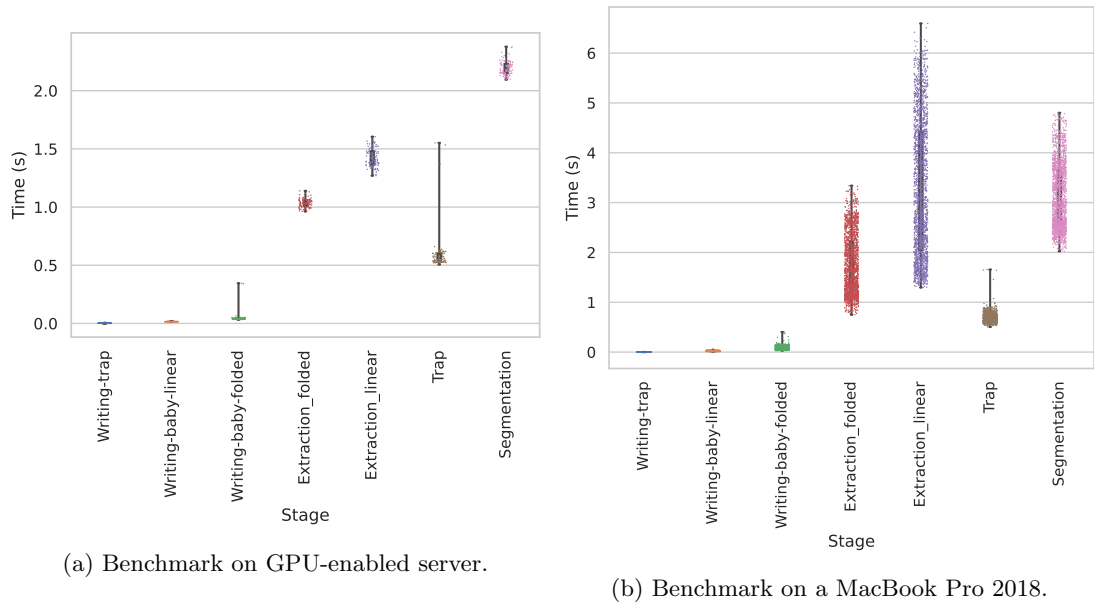 2.0
1.5
1.0
0.5
0.0
Time (s)
Writing-trap
Writing-baby-linear
Writing-baby-folded
Extraction_folded
Extraction_linear
Trap
Segmentation
Stage
(a) Benchmark on GPU-enabled server.
6
5
4
3
2
1
0
Time (s)
Writing-trap
Writing-baby-linear
Writing-baby-folded
Extraction_folded
Extraction_linear
Trap
Segmentation
Stage
(b) Benchmark on a MacBook Pro 2018.